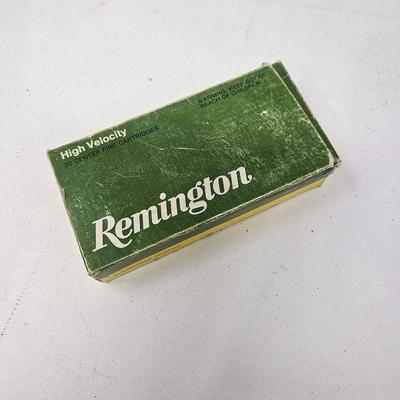 High Velocity
20 CENTER FIRE CARTRIDGES
WARNING: KEEP OUT OF
REACH OF CHILDREN
Remington